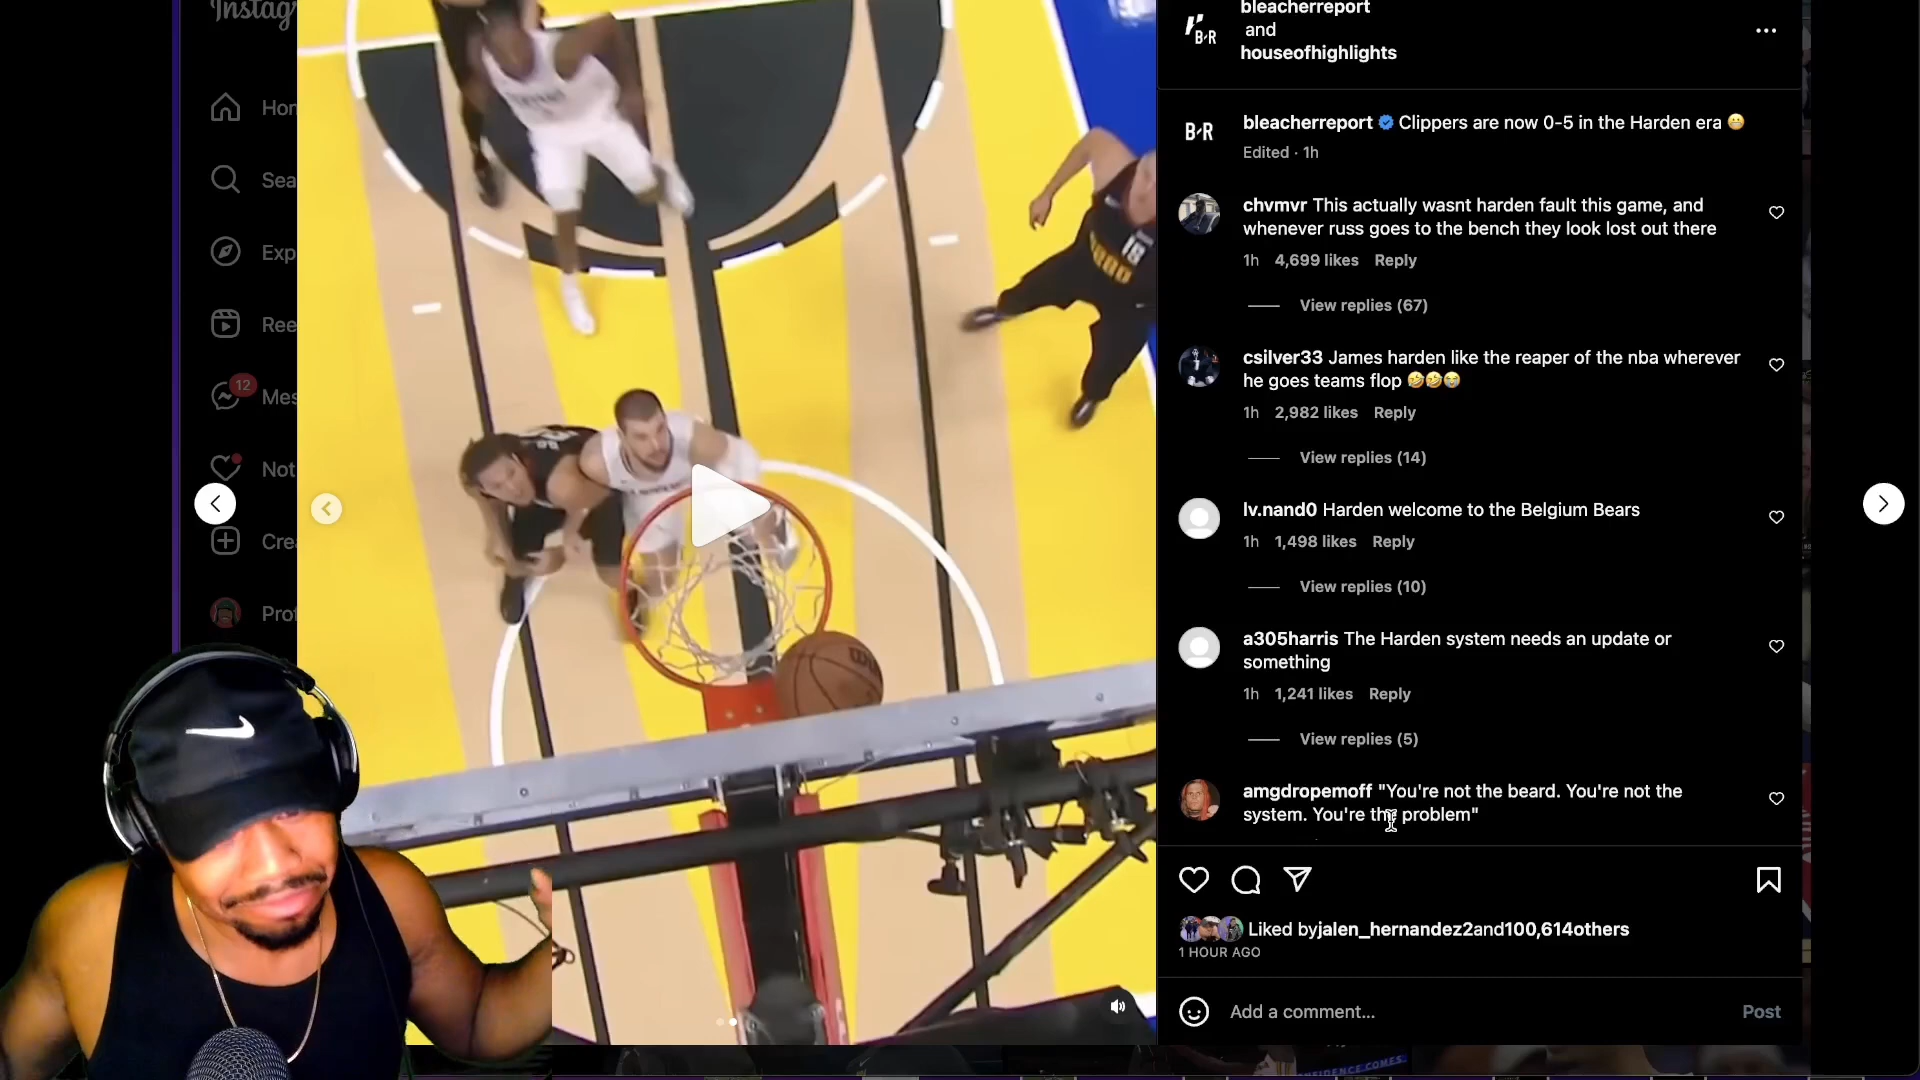 Instag
Hon
Sea
Exp
Ree
12
Mes
Not
Crea
Prof
bleacherreport
and
houseofhighlights
B/R
B/R
bleacherreport Clippers are now 0-5 in the Harden era 😬
Edited · 1h
chvmvr This actually wasnt harden fault this game, and
whenever russ goes to the bench they look lost out there
1h 4,699 likes Reply
View replies (67)
csilver33 James harden like the reaper of the nba wherever
he goes teams flop 🤣🤣😭
1h 2,982 likes Reply
View replies (14)
lv.nand0 Harden welcome to the Belgium Bears
1h 1,498 likes Reply
View replies (10)
a305harris The Harden system needs an update or
something
1h 1,241 likes Reply
View replies (5)
amgdropemoff "You're not the beard. You're not the
system. You're the problem"
Liked byjalen_hernandez2and100,614others
1 HOUR AGO
Add a comment...
Post
15